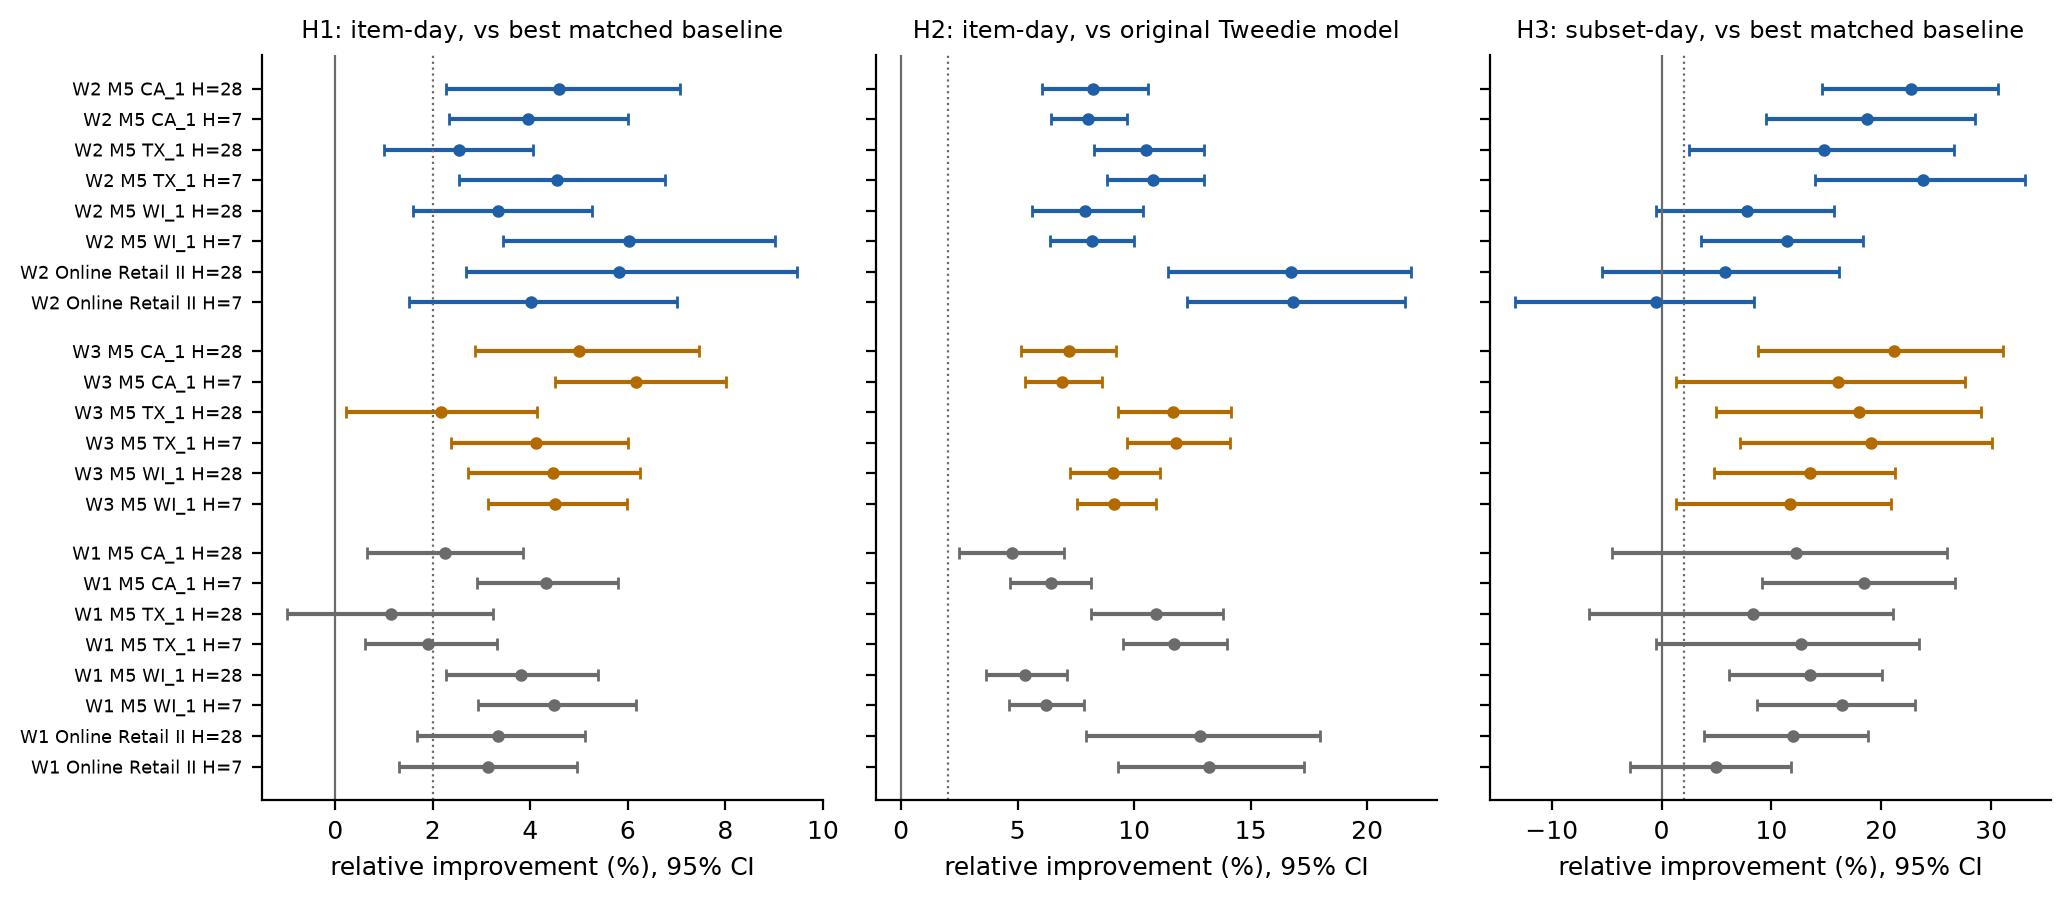 H1: item-day, vs best matched baseline
H2: item-day, vs original Tweedie model
H3: subset-day, vs best matched baseline
W2 M5 CA_1 H=28
W2 M5 CA_1 H=7
W2 M5 TX_1 H=28
W2 M5 TX_1 H=7
W2 M5 WI_1 H=28
W2 M5 WI_1 H=7
W2 Online Retail II H=28
W2 Online Retail II H=7
W3 M5 CA_1 H=28
W3 M5 CA_1 H=7
W3 M5 TX_1 H=28
W3 M5 TX_1 H=7
W3 M5 WI_1 H=28
W3 M5 WI_1 H=7
W1 M5 CA_1 H=28
W1 M5 CA_1 H=7
W1 M5 TX_1 H=28
W1 M5 TX_1 H=7
W1 M5 WI_1 H=28
W1 M5 WI_1 H=7
W1 Online Retail II H=28
W1 Online Retail II H=7
0 2 4 6 8 10
0 5 10 15 20
−10 0 10 20 30
relative improvement (%), 95% CI
relative improvement (%), 95% CI
relative improvement (%), 95% CI